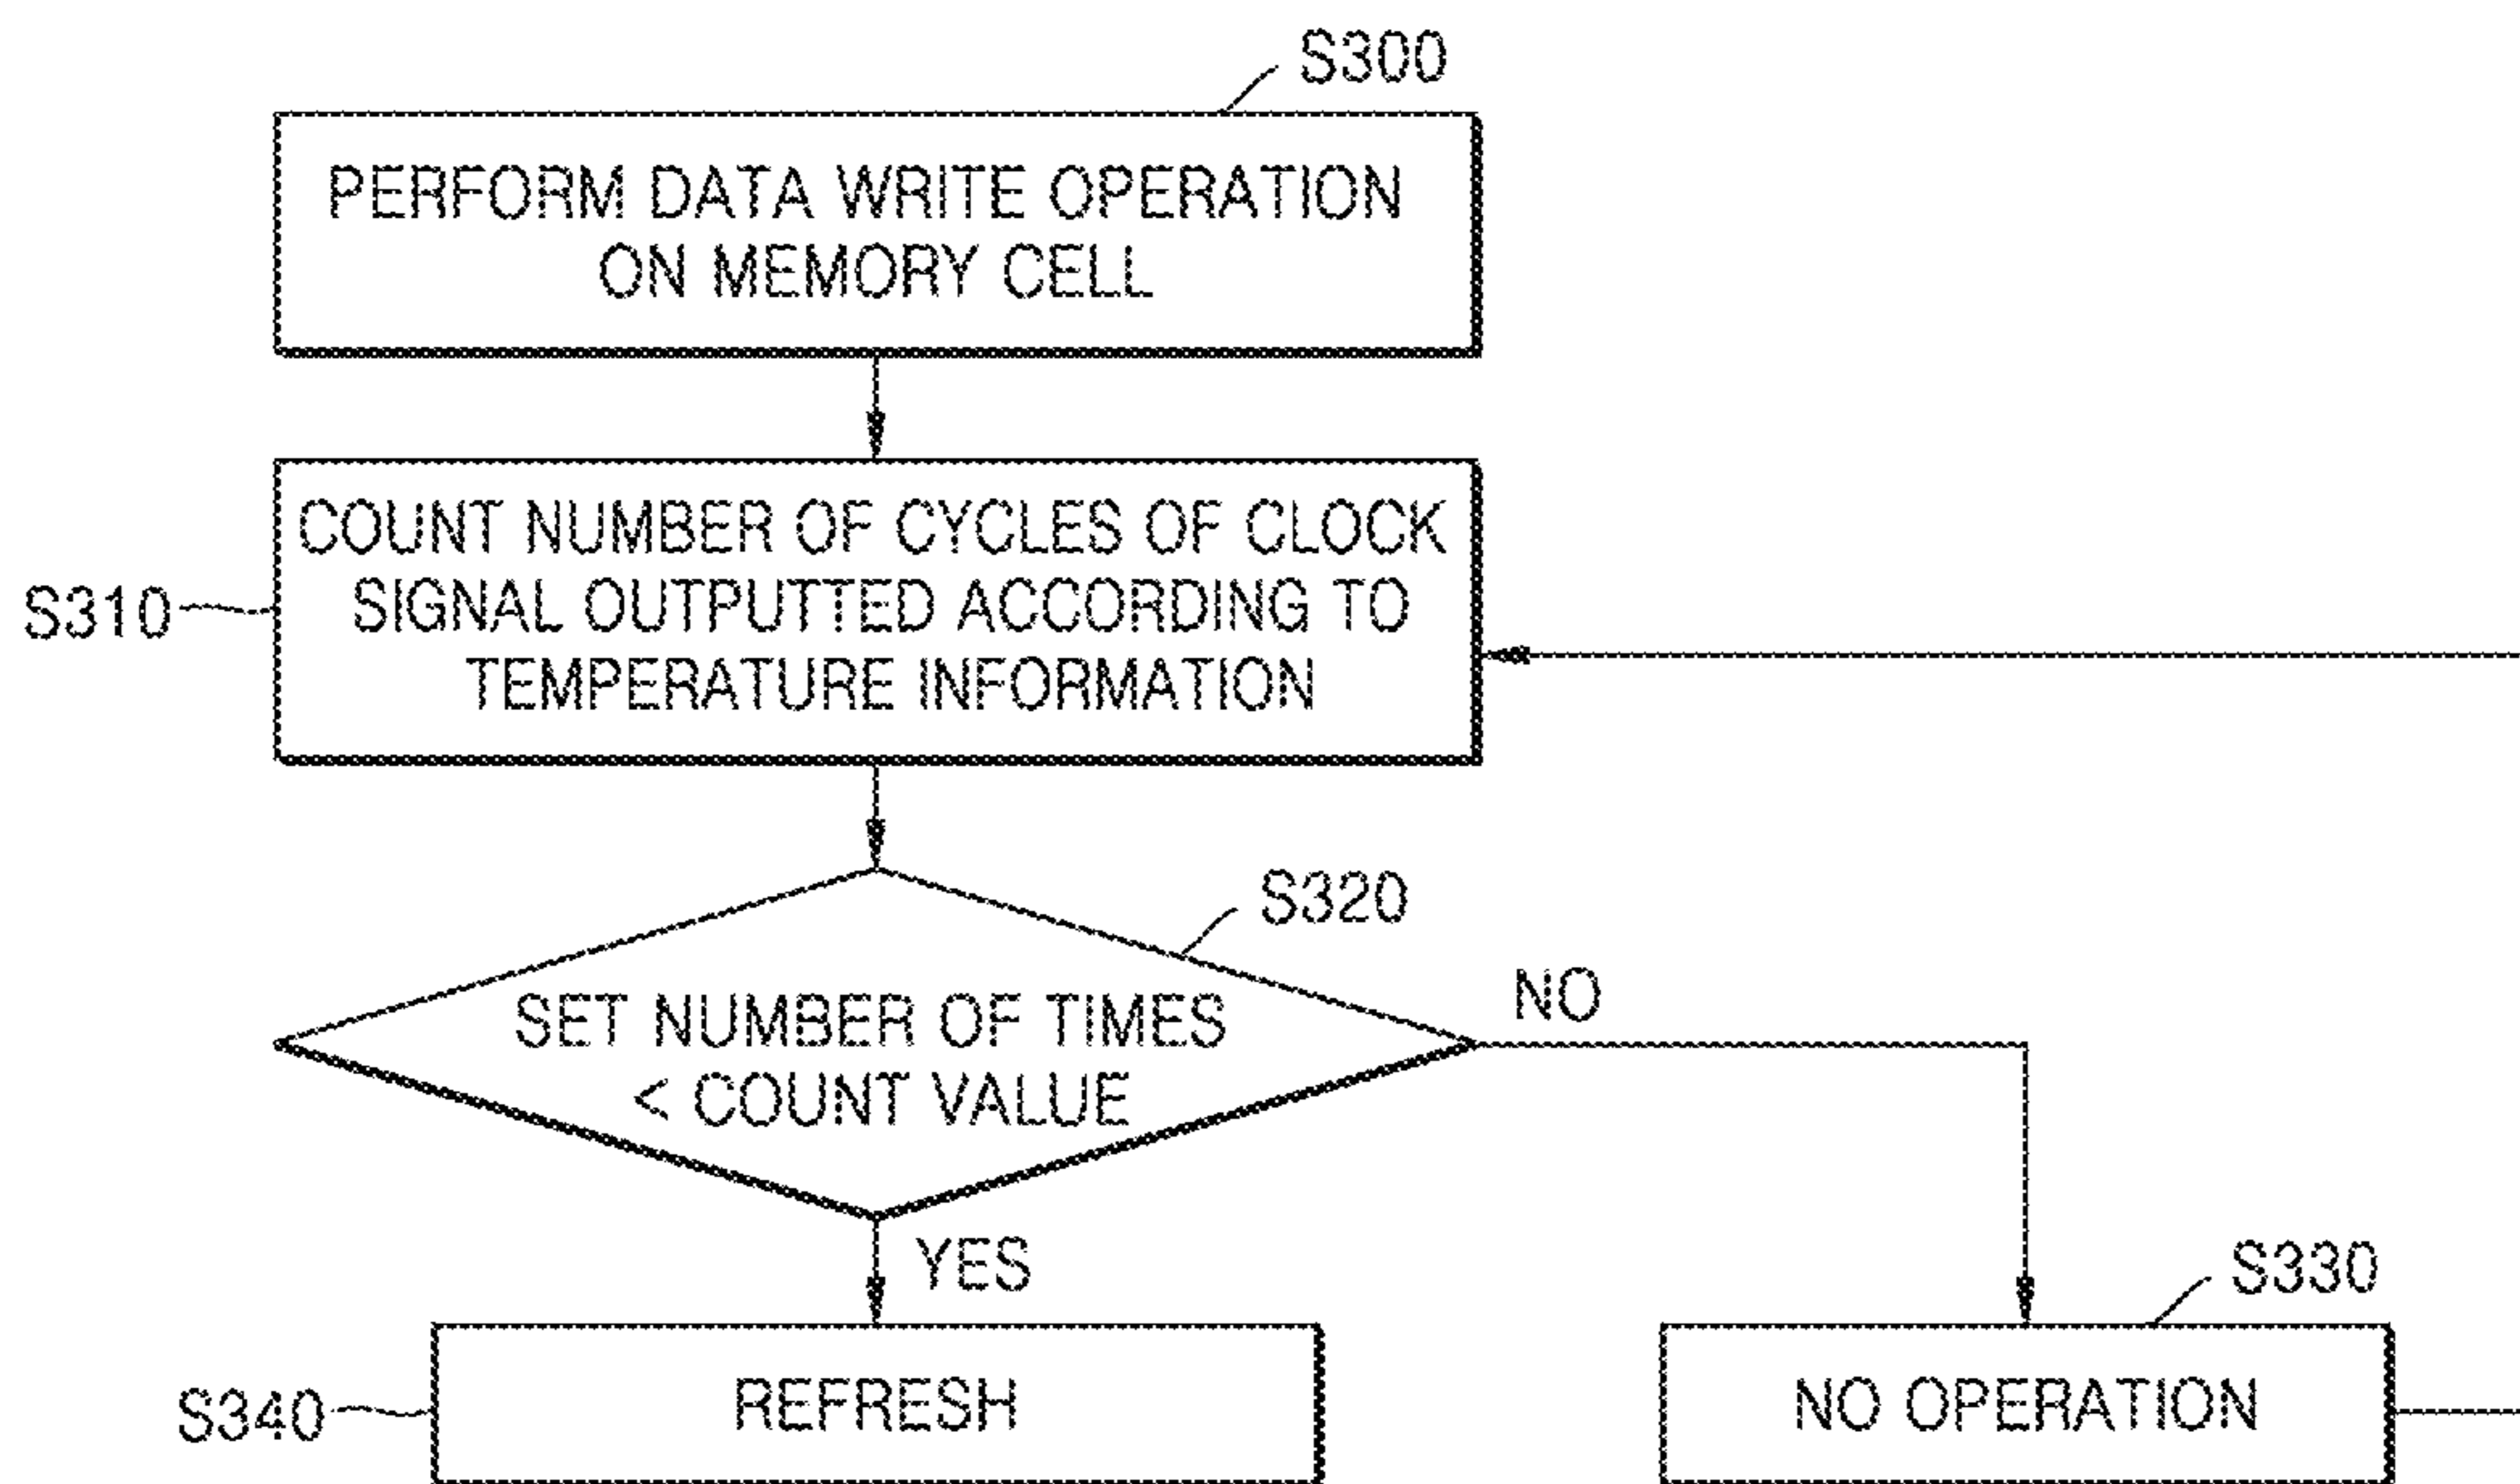 S300
PERFORM DATA WRITE OPERATION
ON MEMORY CELL
COUNT NUMBER OF CYCLES OF CLOCK
SIGNAL OUTPUTTED ACCORDING TO
TEMPERATURE INFORMATION
S310
S320
SET NUMBER OF TIMES
< COUNT VALUE
NO
YES
S330
S340
REFRESH
NO OPERATION